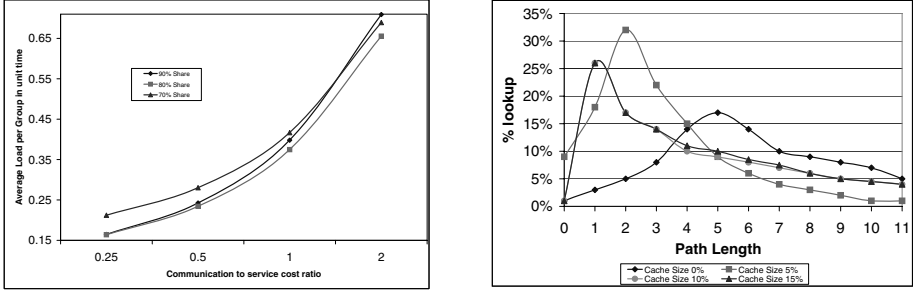 Average Load per Group in unit time
0.65
0.55
0.45
0.35
0.25
0.15
90% Share
80% Share
70% Share
0.25 0.5 1 2
Communication to service cost ratio
% lookup
35%
30%
25%
20%
15%
10%
5%
0%
0 1 2 3 4 5 6 7 8 9 10 11
Path Length
Cache Size 0% Cache Size 5%
Cache Size 10% Cache Size 15%